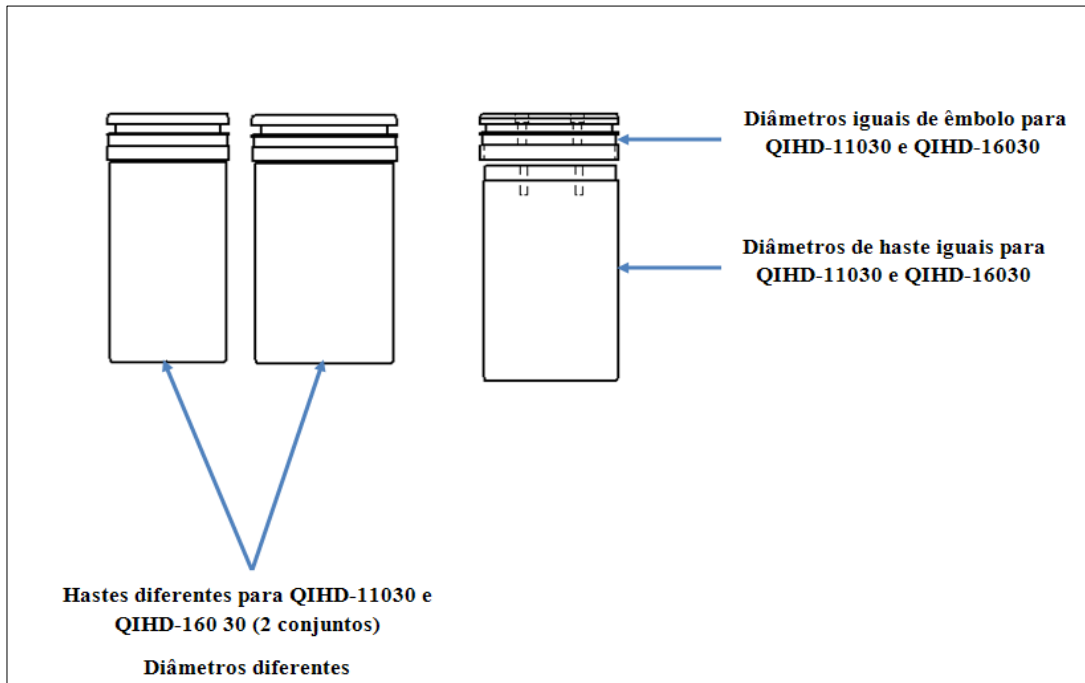 Diâmetros iguais de êmbolo para
QIHD-11030 e QIHD-16030
Diâmetros de haste iguais para
QIHD-11030 e QIHD-16030
Hastes diferentes para QIHD-11030 e
QIHD-160 30 (2 conjuntos)
Diâmetros diferentes